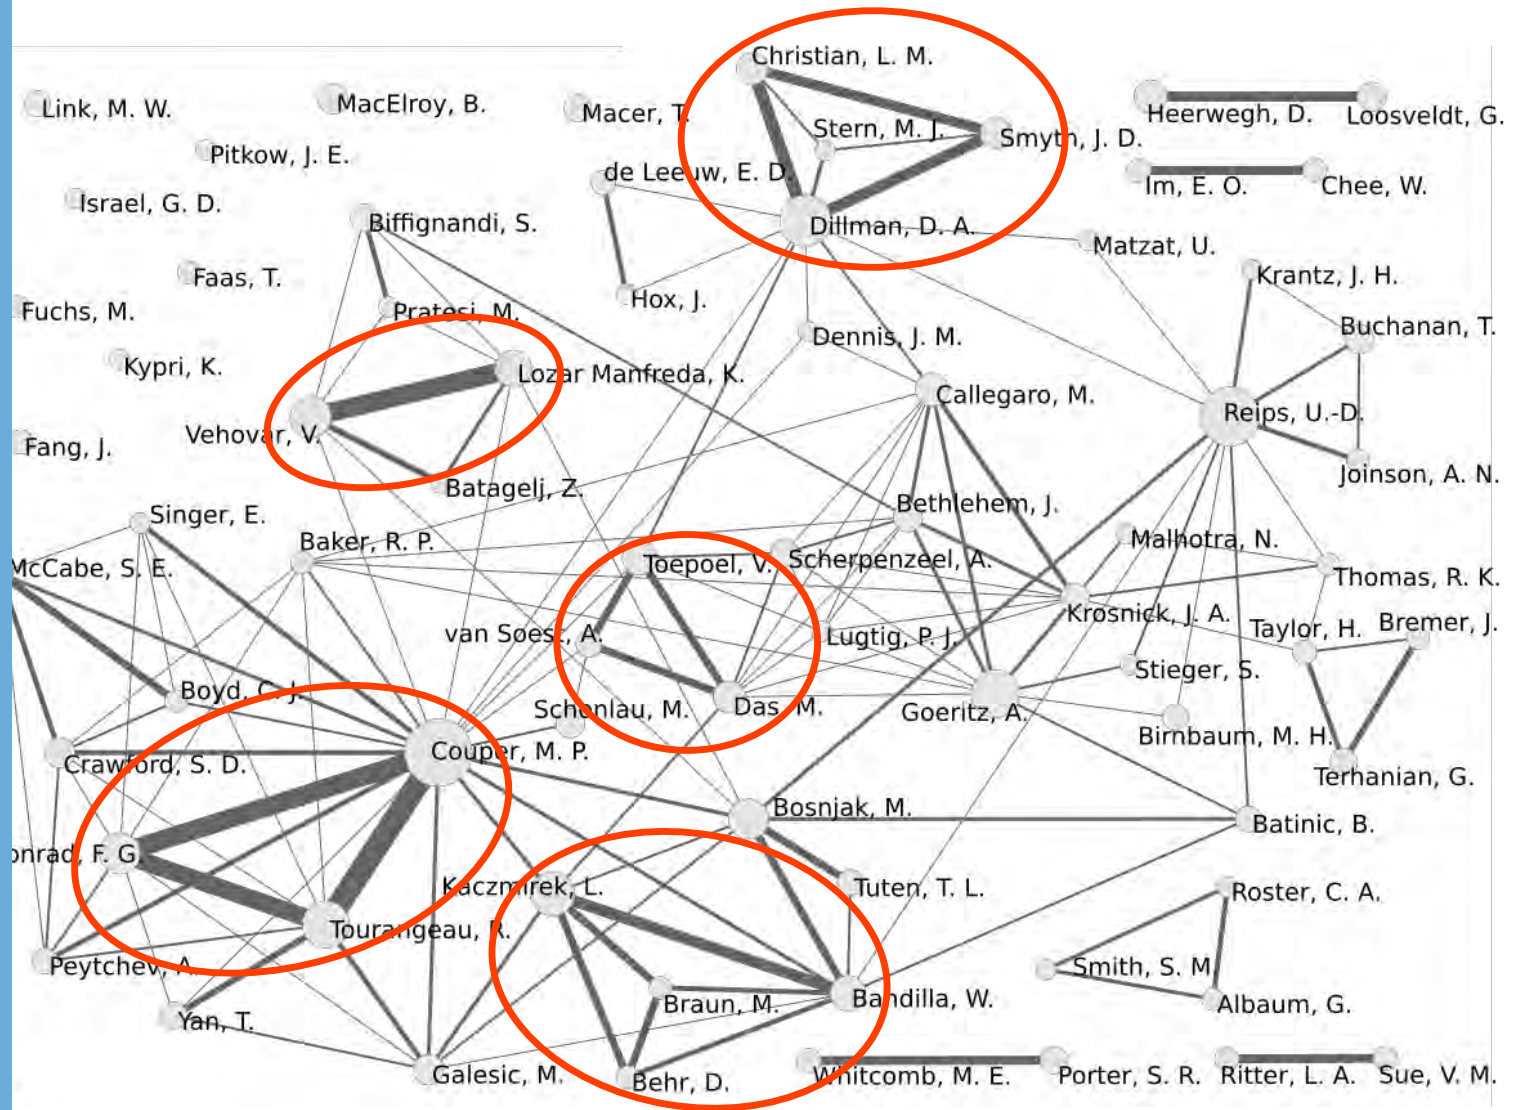 Christian, L. M.
Link, M. W.
MacElroy, B.
Macer, T.
Heerwegh, D.
Loosveldt, G.
Stern, M. J.
Smyth, J. D.
Pitkow, J. E.
de Leeuw, E. D.
Im, E. O.
Chee, W.
Israel, G. D.
Biffignandi, S.
Dillman, D. A.
Matzat, U.
Faas, T.
Krantz, J. H.
Hox, J.
Fuchs, M.
Pratesi, M.
Buchanan, T.
Dennis, J. M.
Kypri, K.
Lozar Manfreda, K.
Callegaro, M.
Reips, U.-D.
Vehovar, V.
Fang, J.
Joinson, A. N.
Batagelj, Z.
Singer, E.
Bethlehem, J.
Baker, R. P.
Malhotra, N.
McCabe, S. E.
Toepoel, V.
Scherpenzeel, A.
Thomas, R. K.
Krosnick, J. A.
van Soest, A.
Lugtig, P. J.
Taylor, H.
Bremer, J.
Stieger, S.
Boyd, C. J.
Schonlau, M.
Das, M.
Goeritz, A.
Birnbaum, M. H.
Couper, M. P.
Crawford, S. D.
Terhanian, G.
Bosnjak, M.
Batinic, B.
onrad, F. G.
Kaczmirek, L.
Tuten, T. L.
Roster, C. A.
Tourangeau, R.
Peytchev, A.
Smith, S. M.
Braun, M.
Bandilla, W.
Albaum, G.
Yan, T.
Galesic, M.
Behr, D.
Whitcomb, M. E.
Porter, S. R.
Ritter, L. A.
Sue, V. M.